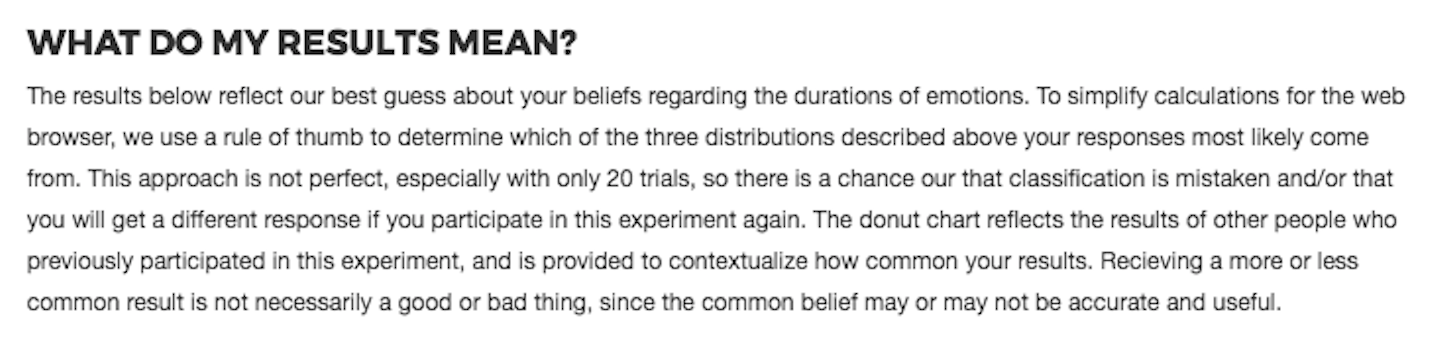 WHAT DO MY RESULTS MEAN?
The results below reflect our best guess about your beliefs regarding the durations of emotions. To simplify calculations for the web
browser, we use a rule of thumb to determine which of the three distributions described above your responses most likely come
from. This approach is not perfect, especially with only 20 trials, so there is a chance our that classification is mistaken and/or that
you will get a different response if you participate in this experiment again. The donut chart reflects the results of other people who
previously participated in this experiment, and is provided to contextualize how common your results. Recieving a more or less
common result is not necessarily a good or bad thing, since the common belief may or may not be accurate and useful.